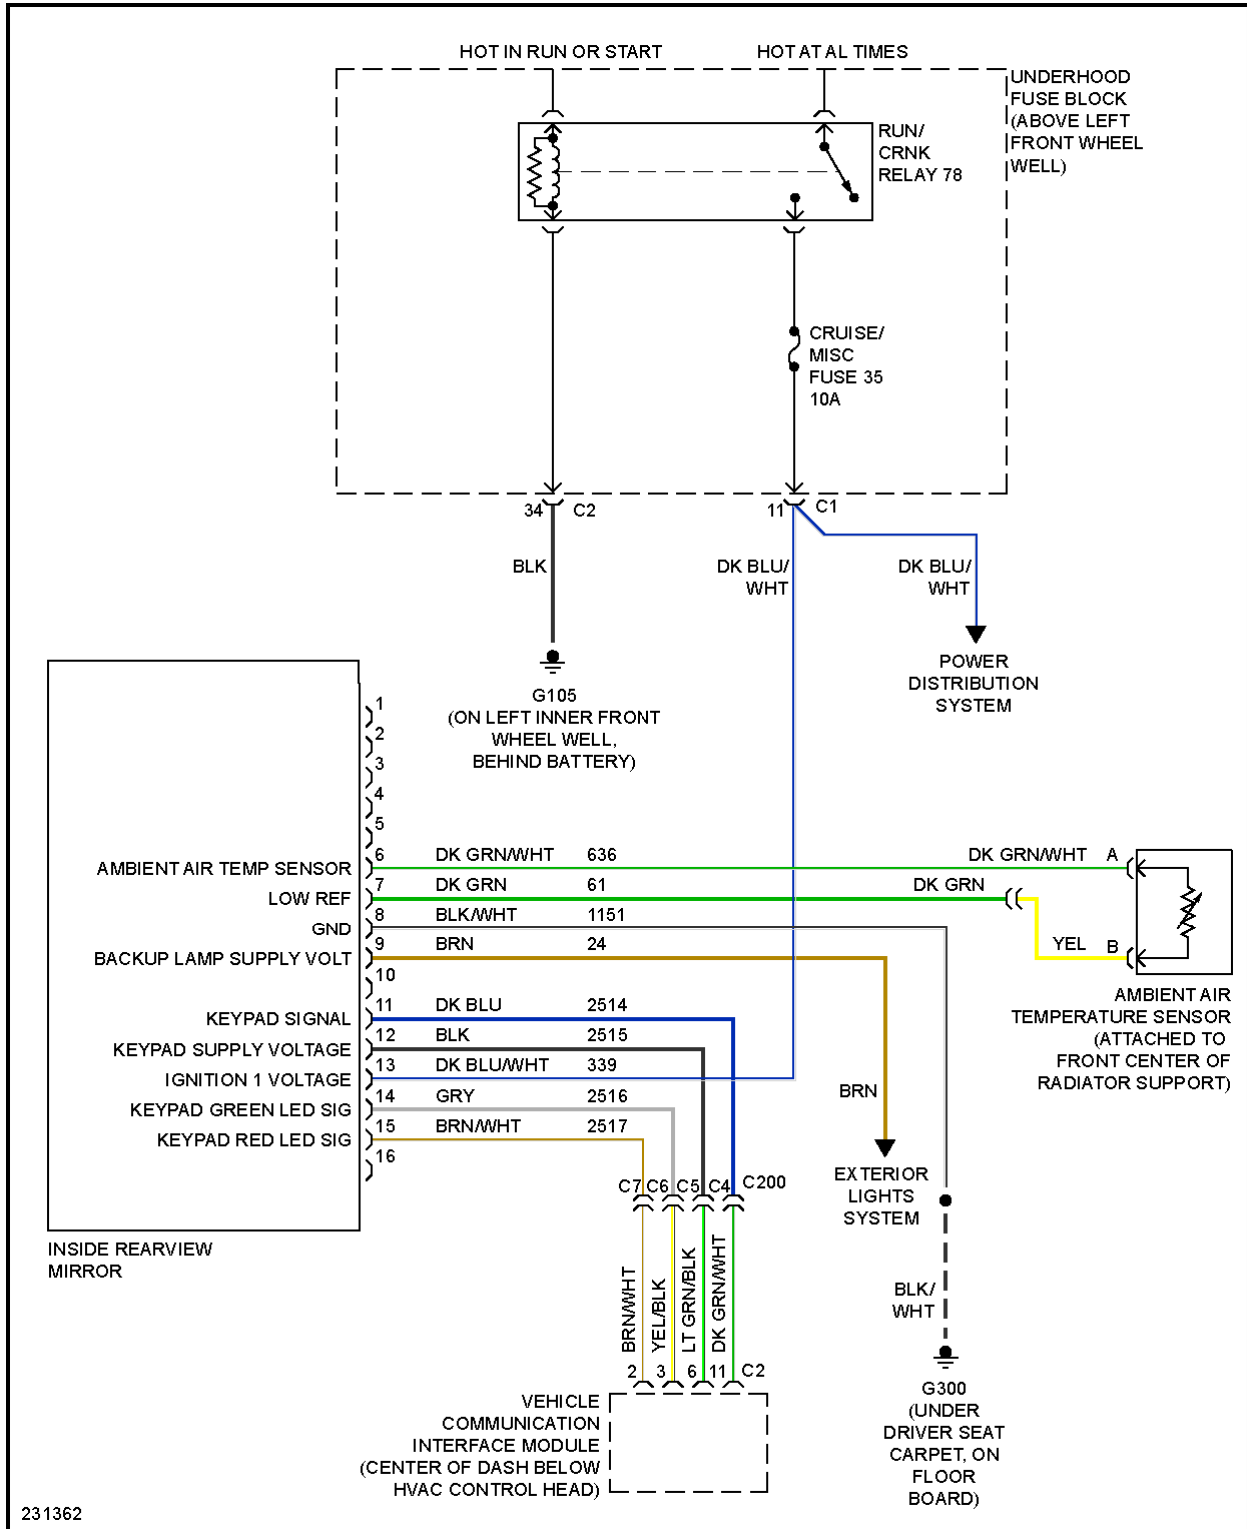 HOT IN RUN OR START
HOT AT AL TIMES
UNDERHOOD
FUSE BLOCK
(ABOVE LEFT
FRONT WHEEL
WELL)
RUN/
CRNK
RELAY 78
CRUISE/
MISC
FUSE 35
10A
34 C2
11 C1
BLK
DK BLU/
WHT
DK BLU/
WHT
POWER
DISTRIBUTION
SYSTEM
G105
(ON LEFT INNER FRONT
WHEEL WELL,
BEHIND BATTERY)
1
2
3
4
5
AMBIENT AIR TEMP SENSOR 6 DK GRN/WHT 636 DK GRN/WHT A
LOW REF 7 DK GRN 61 DK GRN
GND 8 BLK/WHT 1151
BACKUP LAMP SUPPLY VOLT 9 BRN 24 YEL B
10
KEYPAD SIGNAL 11 DK BLU 2514
KEYPAD SUPPLY VOLTAGE 12 BLK 2515
IGNITION 1 VOLTAGE 13 DK BLU/WHT 339
KEYPAD GREEN LED SIG 14 GRY 2516
KEYPAD RED LED SIG 15 BRN/WHT 2517
16
AMBIENT AIR
TEMPERATURE SENSOR
(ATTACHED TO
FRONT CENTER OF
RADIATOR SUPPORT)
BRN
EXTERIOR
LIGHTS
SYSTEM
C7 C6 C5 C4 C200
INSIDE REARVIEW
MIRROR
BRN/WHT
YEL/BLK
LT GRN/BLK
DK GRN/WHT
BLK/
WHT
2 3 6 11 C2
VEHICLE
COMMUNICATION
INTERFACE MODULE
(CENTER OF DASH BELOW
HVAC CONTROL HEAD)
G300
(UNDER
DRIVER SEAT
CARPET, ON
FLOOR
BOARD)
231362